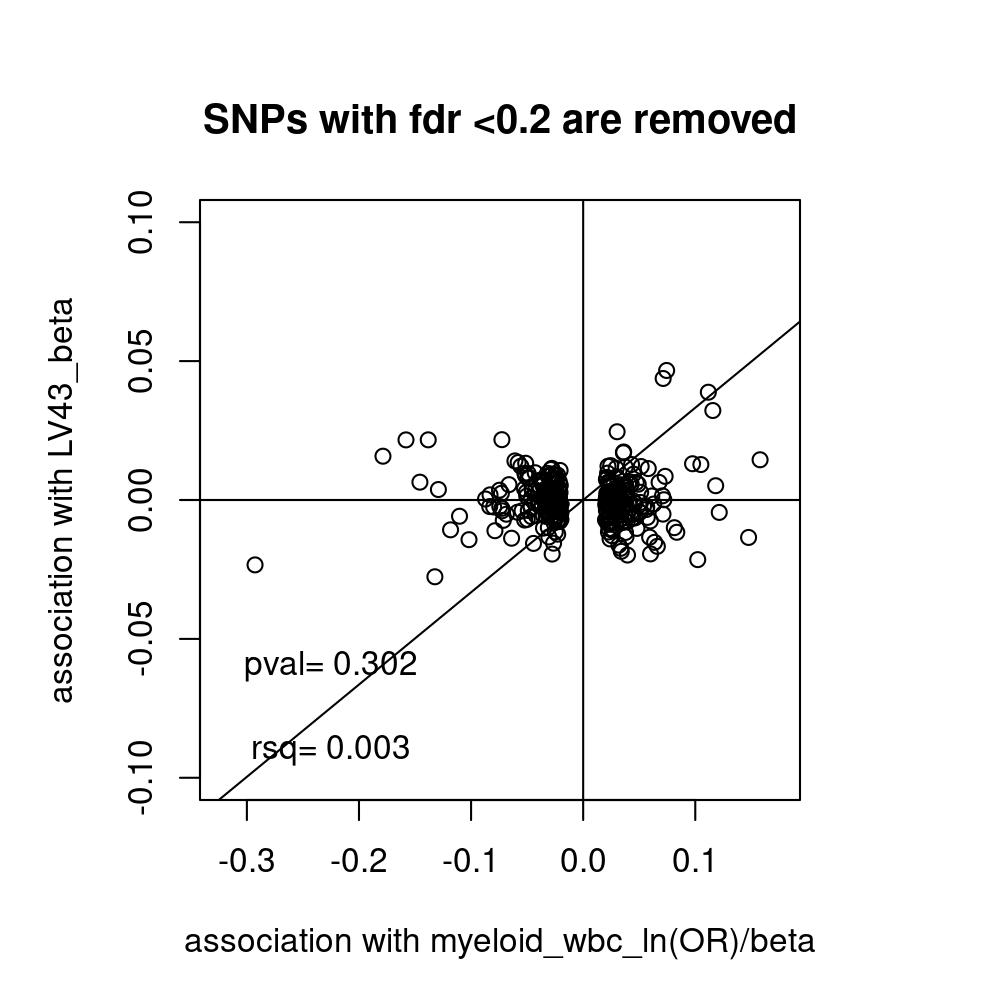 SNPs with fdr <0.2 are removed
association with LV43_beta
0.10
0.05
0.00
-0.05
-0.10
pval= 0.302
rsq= 0.003
-0.3 -0.2 -0.1 0.0 0.1
association with myeloid_wbc_ln(OR)/beta